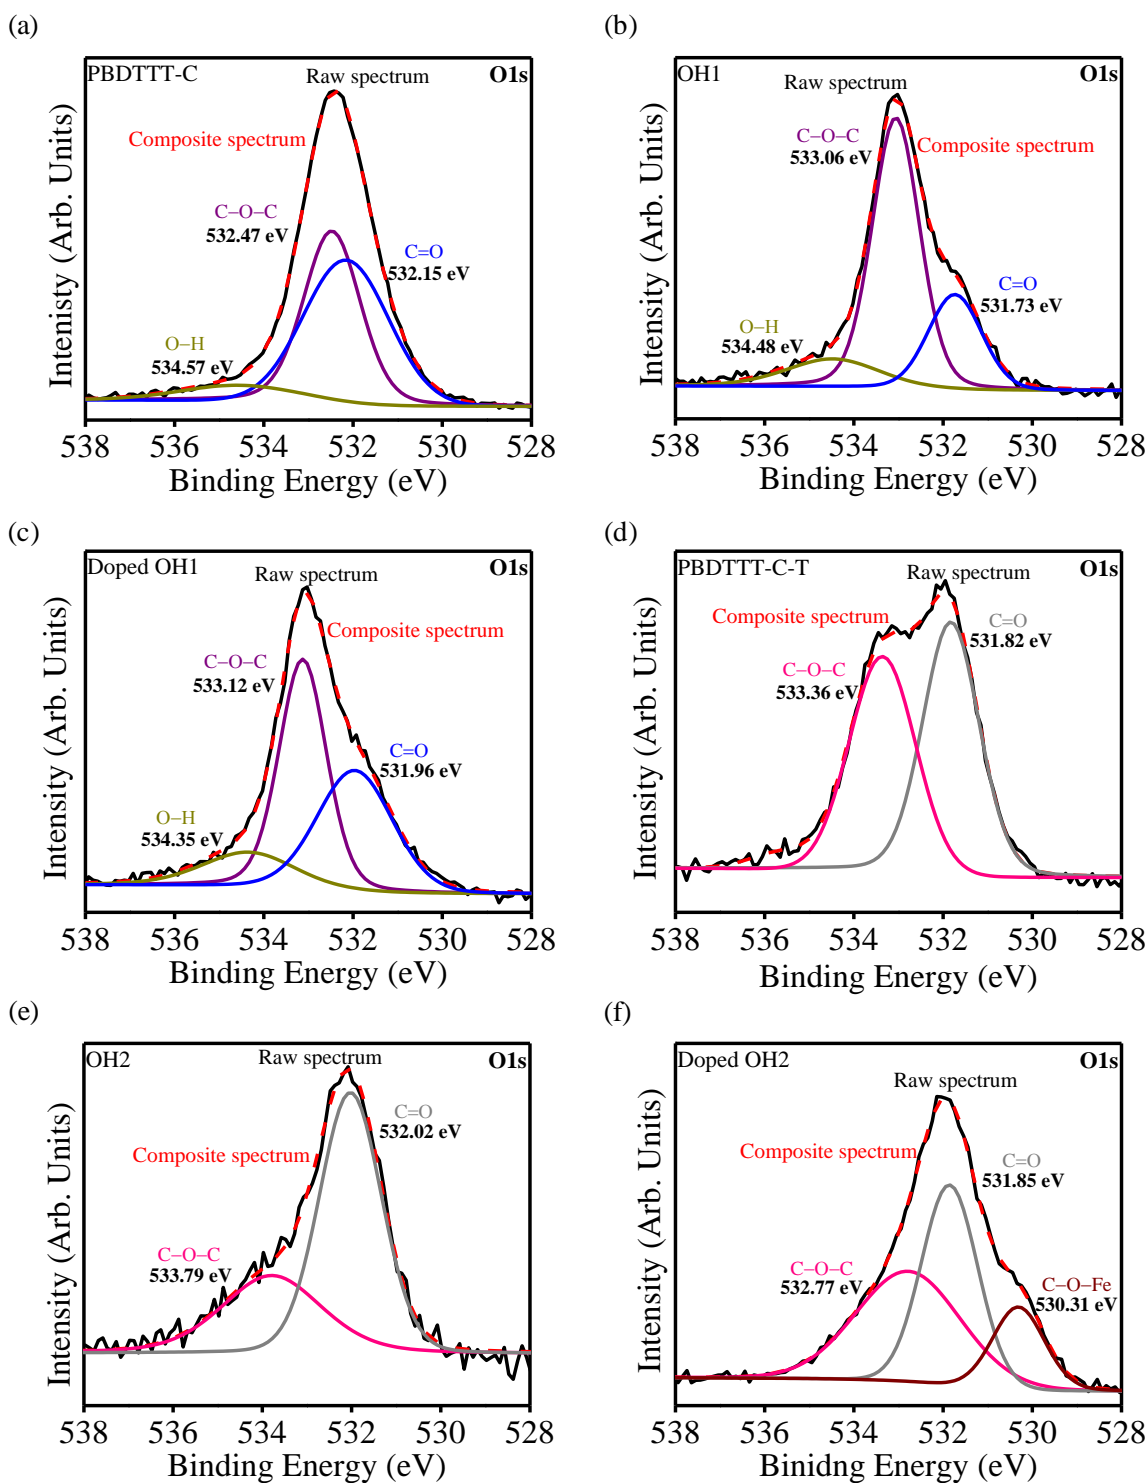 (a)
PBDTTT-C
Raw spectrum
O1s
Composite spectrum
C−O−C
532.47 eV
C=O
532.15 eV
O−H
534.57 eV
Intenisty (Arb. Units)
538 536 534 532 530 528
Binding Energy (eV)
(b)
OH1
Raw spectrum
O1s
C−O−C
533.06 eV
Composite spectrum
C=O
531.73 eV
O−H
534.48 eV
Intensity (Arb. Units)
538 536 534 532 530 528
Binding Energy (eV)
(c)
Doped OH1
Raw spectrum
O1s
Composite spectrum
C−O−C
533.12 eV
C=O
531.96 eV
O−H
534.35 eV
Intensity (Arb. Units)
538 536 534 532 530 528
Binding Energy (eV)
(d)
PBDTTT-C-T
Raw spectrum
O1s
Composite spectrum
C=O
531.82 eV
C−O−C
533.36 eV
Intensity (Arb. Units)
538 536 534 532 530 528
Binding Energy (eV)
(e)
OH2
Raw spectrum
O1s
C=O
532.02 eV
Composite spectrum
C−O−C
533.79 eV
Intensity (Arb. Units)
538 536 534 532 530 528
Binding Energy (eV)
(f)
Doped OH2
Raw spectrum
O1s
Composite spectrum
C=O
531.85 eV
C−O−C
532.77 eV
C−O−Fe
530.31 eV
Intensity (Arb. Units)
538 536 534 532 530 528
Binidng Energy (eV)